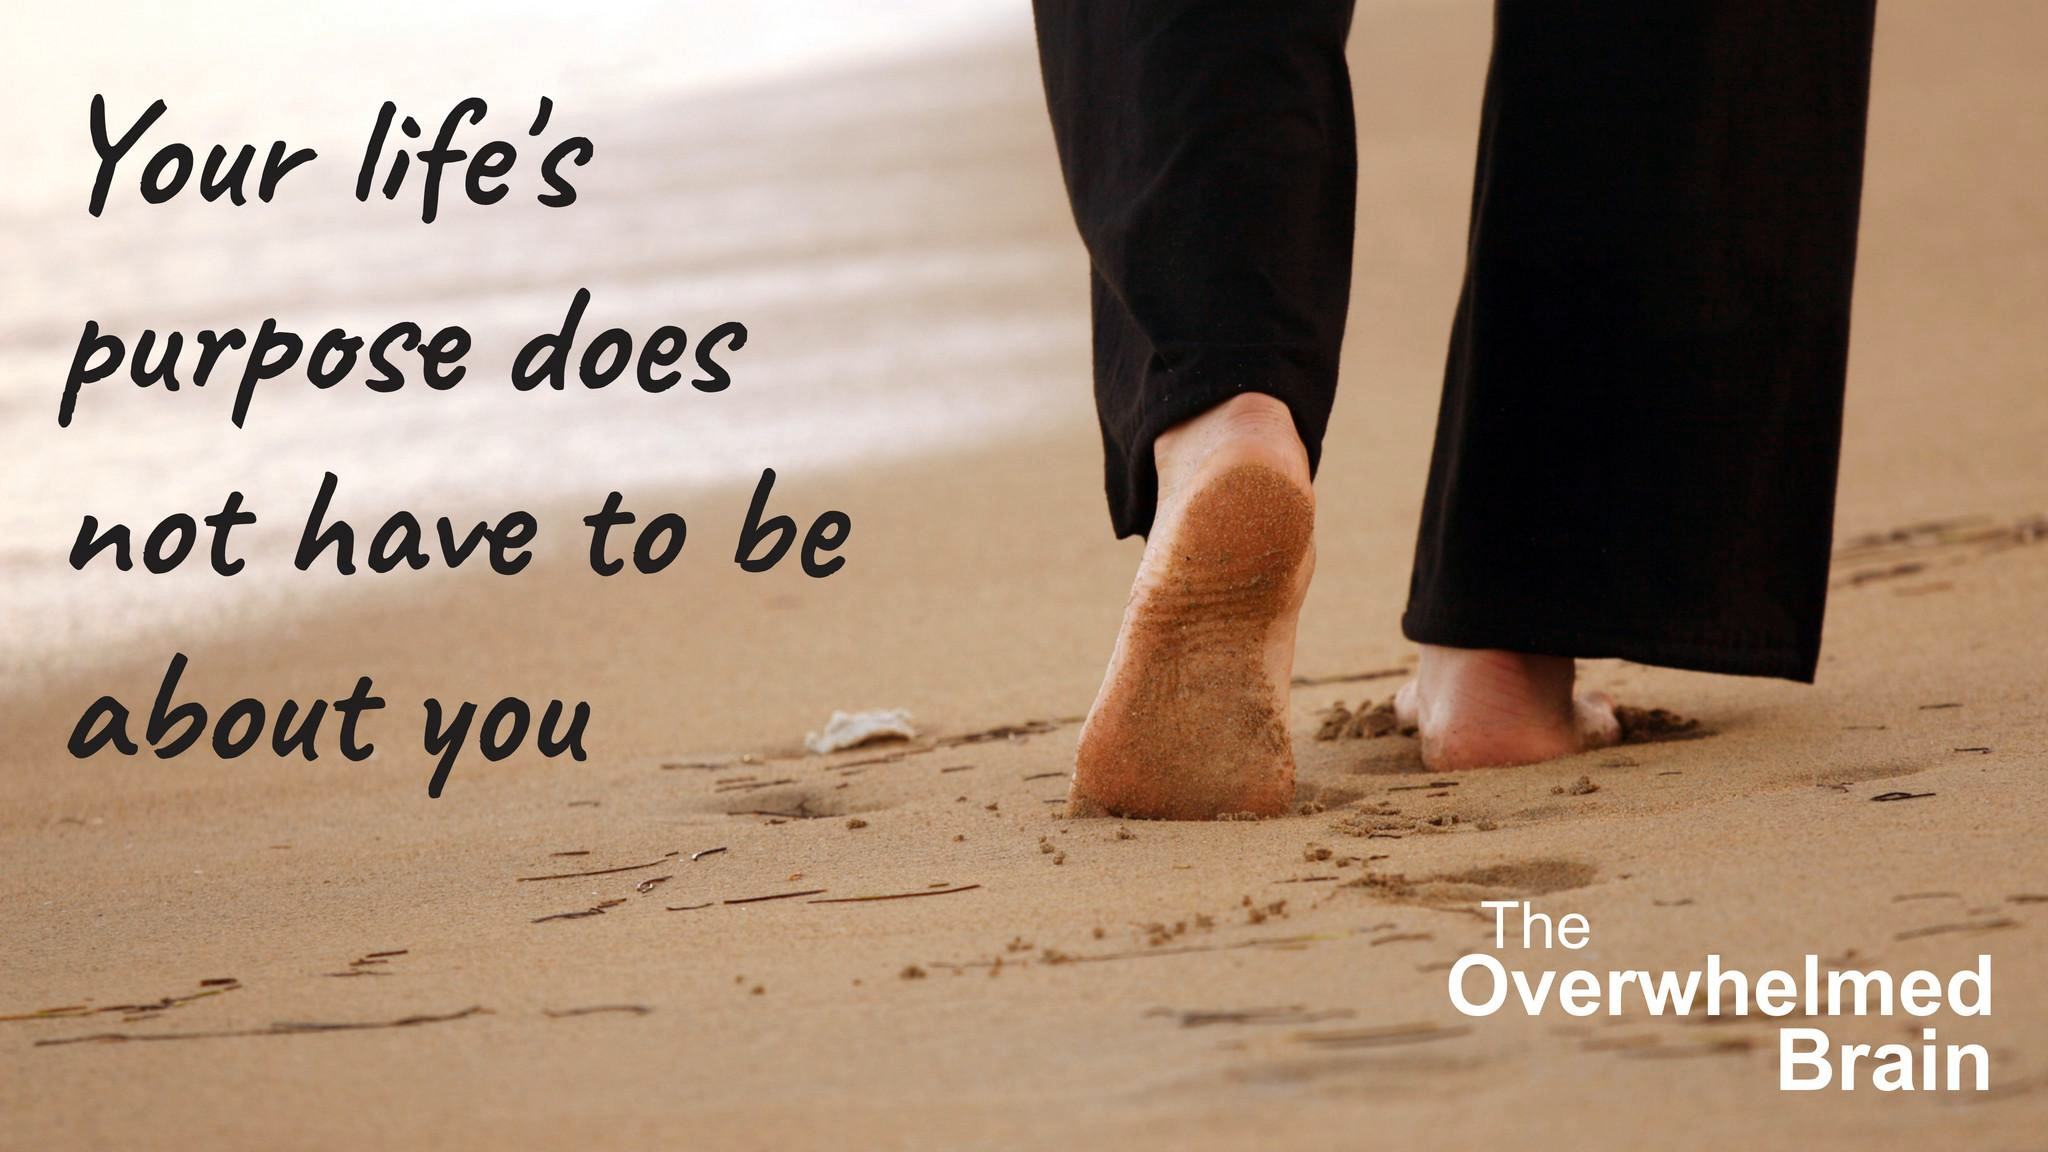 Your life's
purpose does
not have to be
about you
The
Overwhelmed
Brain